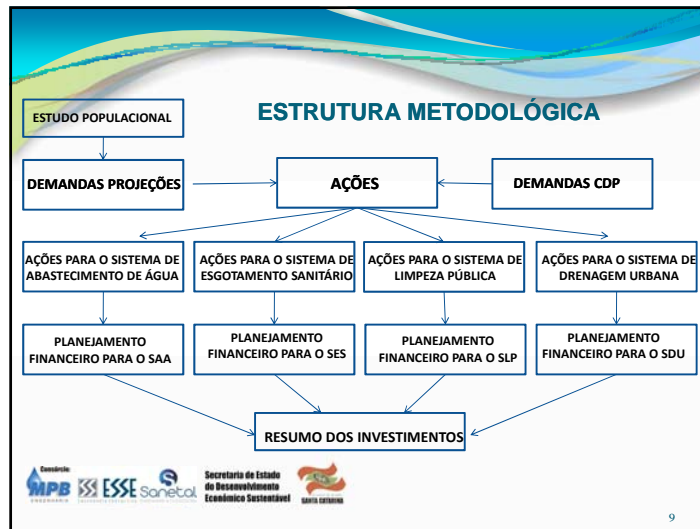 ESTRUTURA METODOLÓGICA
ESTUDO POPULACIONAL
DEMANDAS PROJEÇÕES
AÇÕES
DEMANDAS CDP
AÇÕES PARA O SISTEMA DE
ABASTECIMENTO DE ÁGUA
AÇÕES PARA O SISTEMA DE
ESGOTAMENTO SANITÁRIO
AÇÕES PARA O SISTEMA DE
LIMPEZA PÚBLICA
AÇÕES PARA O SISTEMA DE
DRENAGEM URBANA
PLANEJAMENTO
FINANCEIRO PARA O SAA
PLANEJAMENTO
FINANCEIRO PARA O SES
PLANEJAMENTO
FINANCEIRO PARA O SLP
PLANEJAMENTO
FINANCEIRO PARA O SDU
RESUMO DOS INVESTIMENTOS
Consórcio:
MPB
ENGENHARIA
ESSE
Sanetal
Secretaria de Estado
do Desenvolvimento
Econômico Sustentável
SANTA CATARINA
9